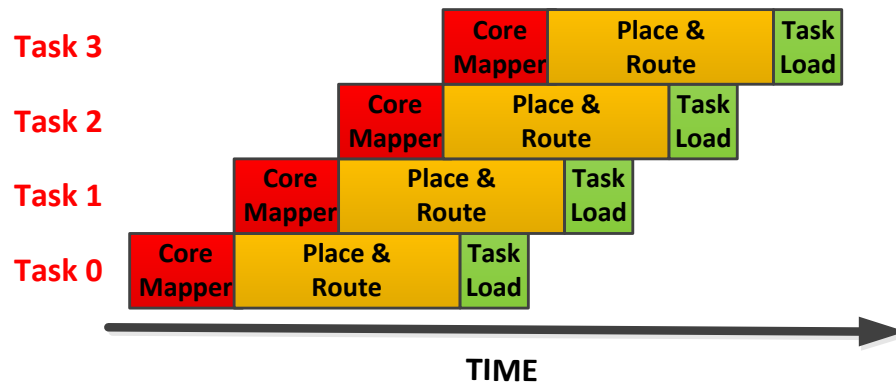 Task 3
Core Mapper
Place & Route
Task Load
Task 2
Core Mapper
Place & Route
Task Load
Task 1
Core Mapper
Place & Route
Task Load
Task 0
Core Mapper
Place & Route
Task Load
TIME